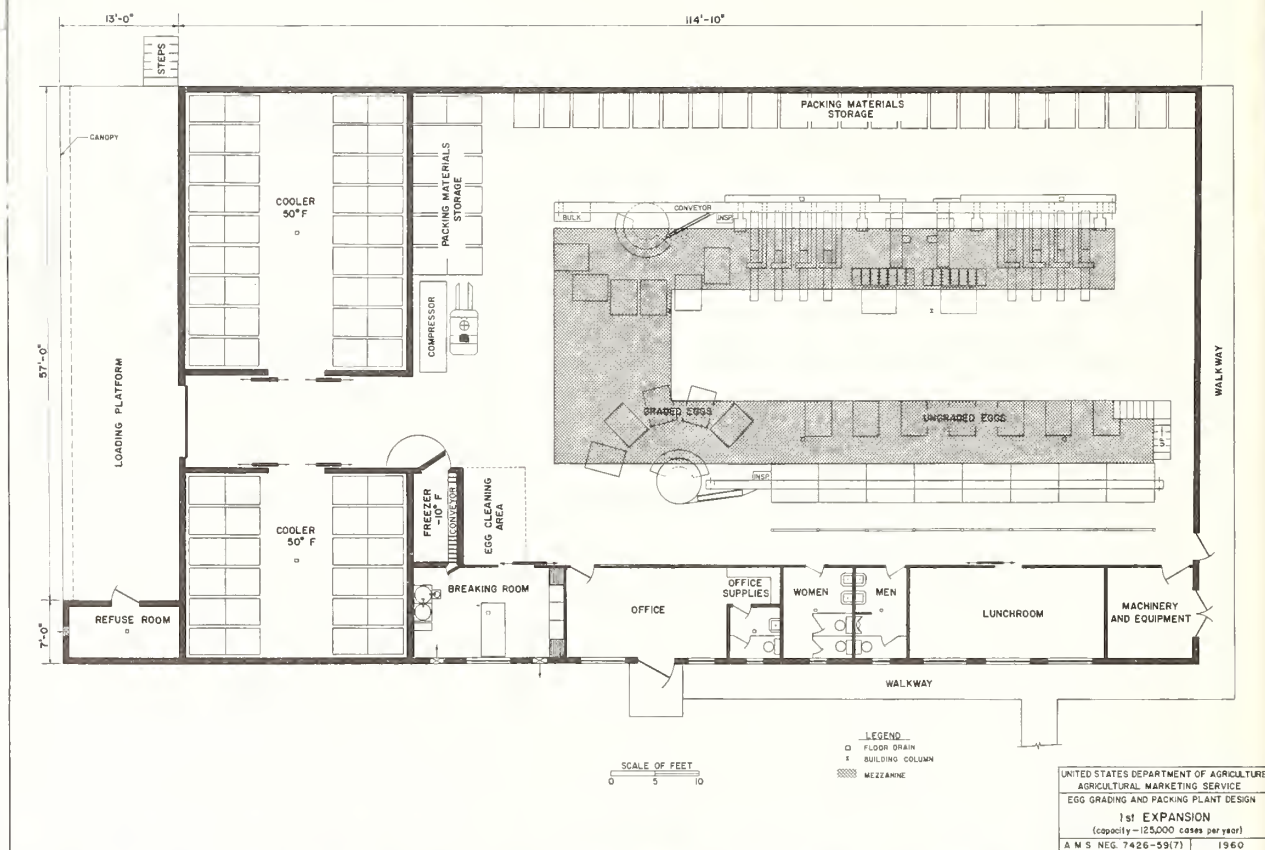 13'-0"
114'-10"
STEPS
CANOPY
PACKING MATERIALS
STORAGE
COOLER
50° F
PACKING MATERIALS
STORAGE
BULK
CONVEYOR
INSP.
COMPRESSOR
57'-0"
LOADING PLATFORM
WALKWAY
GRADED EGGS
UNGRADED EGGS
INSP.
FREEZER
-10° F
CONVEYOR
EGG CLEANING
AREA
COOLER
50° F
BREAKING ROOM
OFFICE
OFFICE
SUPPLIES
WOMEN
MEN
LUNCHROOM
MACHINERY
AND EQUIPMENT
REFUSE ROOM
7'-0"
WALKWAY
LEGEND
FLOOR DRAIN
BUILDING COLUMN
MEZZANINE
SCALE OF FEET
0 5 10
UNITED STATES DEPARTMENT OF AGRICULTURE
AGRICULTURAL MARKETING SERVICE
EGG GRADING AND PACKING PLANT DESIGN
1st EXPANSION
(capacity—125,000 cases per year)
A M S NEG. 7426-59(7) 1960